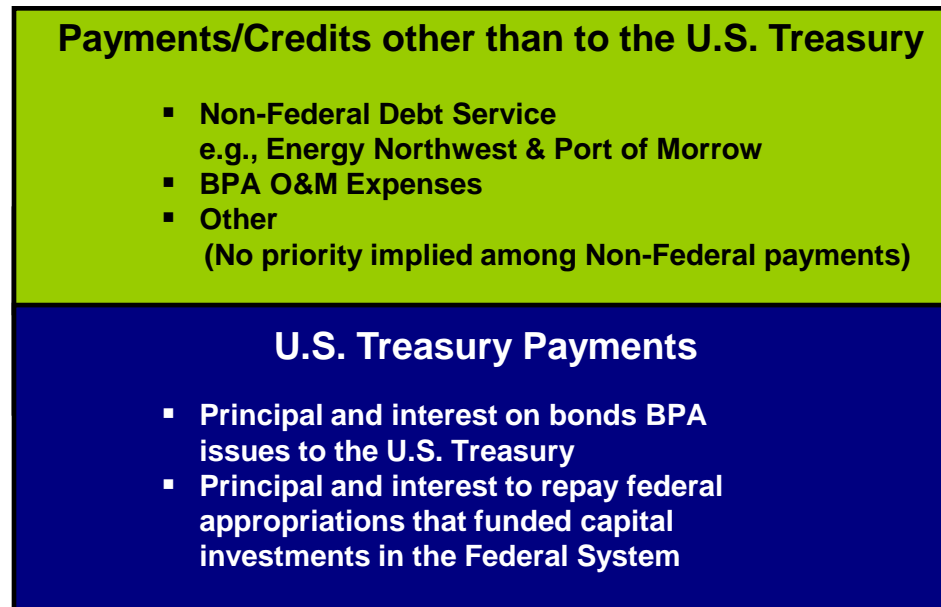 Payments/Credits other than to the U.S. Treasury
▪ Non-Federal Debt Service
e.g., Energy Northwest & Port of Morrow
▪ BPA O&M Expenses
▪ Other
(No priority implied among Non-Federal payments)
U.S. Treasury Payments
▪ Principal and interest on bonds BPA
issues to the U.S. Treasury
▪ Principal and interest to repay federal
appropriations that funded capital
investments in the Federal System